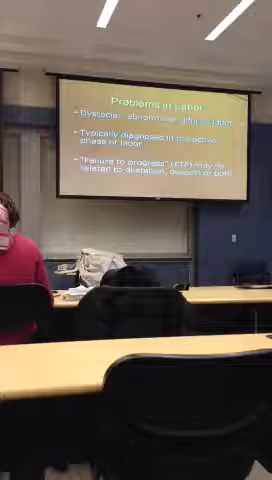 Problems in Labor
- Dystocia: abnormal, difficult labor
- Typically diagnosed in the active
phase of labor
- "Failure to progress" (FTP) may be
related to dilatation, descent or both